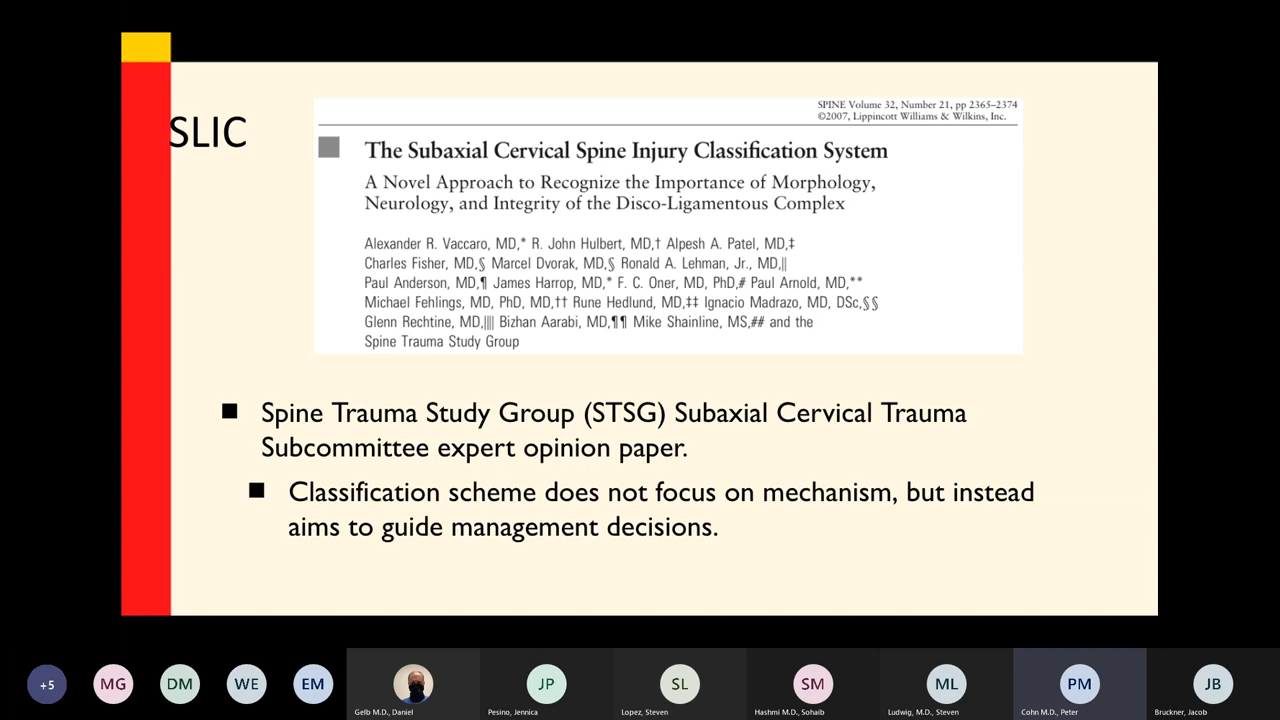 SLIC
SPINE Volume 32, Number 21, pp 2365–2374
©2007, Lippincott Williams & Wilkins, Inc.
The Subaxial Cervical Spine Injury Classification System
A Novel Approach to Recognize the Importance of Morphology,
Neurology, and Integrity of the Disco-Ligamentous Complex
Alexander R. Vaccaro, MD,* R. John Hulbert, MD,† Alpesh A. Patel, MD,‡
Charles Fisher, MD,§ Marcel Dvorak, MD,§ Ronald A. Lehman, Jr., MD,||
Paul Anderson, MD,¶ James Harrop, MD,* F. C. Oner, MD, PhD,# Paul Arnold, MD,**
Michael Fehlings, MD, PhD, MD,†† Rune Hedlund, MD,‡‡ Ignacio Madrazo, MD, DSc,§§
Glenn Rechtine, MD,|||| Bizhan Aarabi, MD,¶¶ Mike Shainline, MS,## and the
Spine Trauma Study Group
■ Spine Trauma Study Group (STSG) Subaxial Cervical Trauma
Subcommittee expert opinion paper.
■ Classification scheme does not focus on mechanism, but instead
aims to guide management decisions.
+5 MG DM WE EM JP SL SM ML PM JB
Gelb M.D., Daniel Pesino, Jennica Lopez, Steven Hashmi M.D., Sohaib Ludwig, M.D., Steven Cohn M.D., Peter Bruckner, Jacob